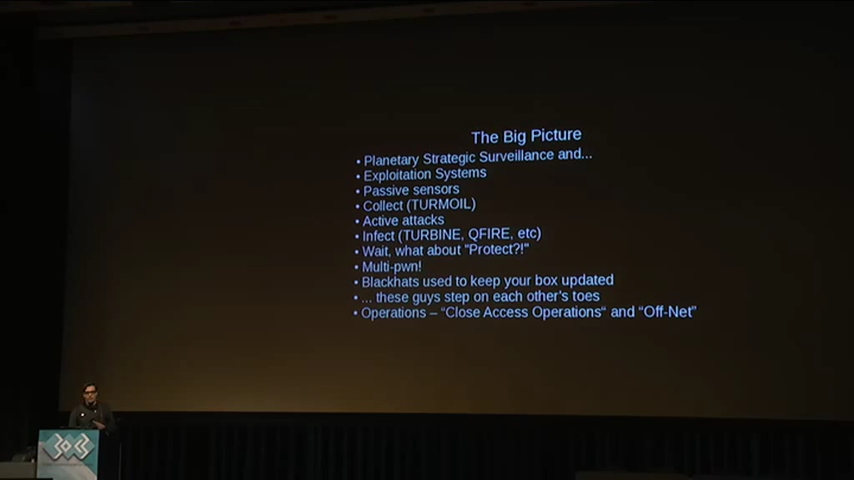 The Big Picture
• Planetary Strategic Surveillance and...
• Exploitation Systems
• Passive sensors
• Collect (TURMOIL)
• Active attacks
• Infect (TURBINE, QFIRE, etc)
• Wait, what about "Protect?!"
• Multi-pwn!
• Blackhats used to keep your box updated
• ... these guys step on each other's toes
• Operations – “Close Access Operations“ and “Off-Net”
30C3